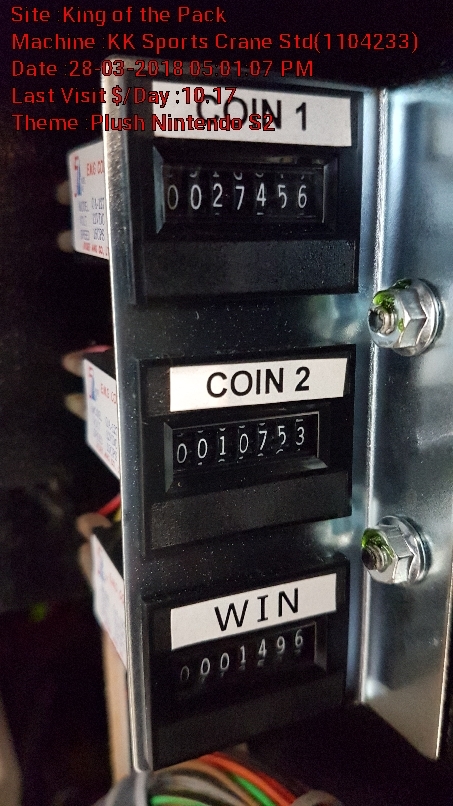 Site :King of the Pack
Machine :KK Sports Crane Std(1104233)
Date :28-03-2018 05:01:07 PM
Last Visit $/Day :10.17
Theme :Plush Nintendo S2
COIN 1
0027456
COIN 2
0010753
WIN
0001496